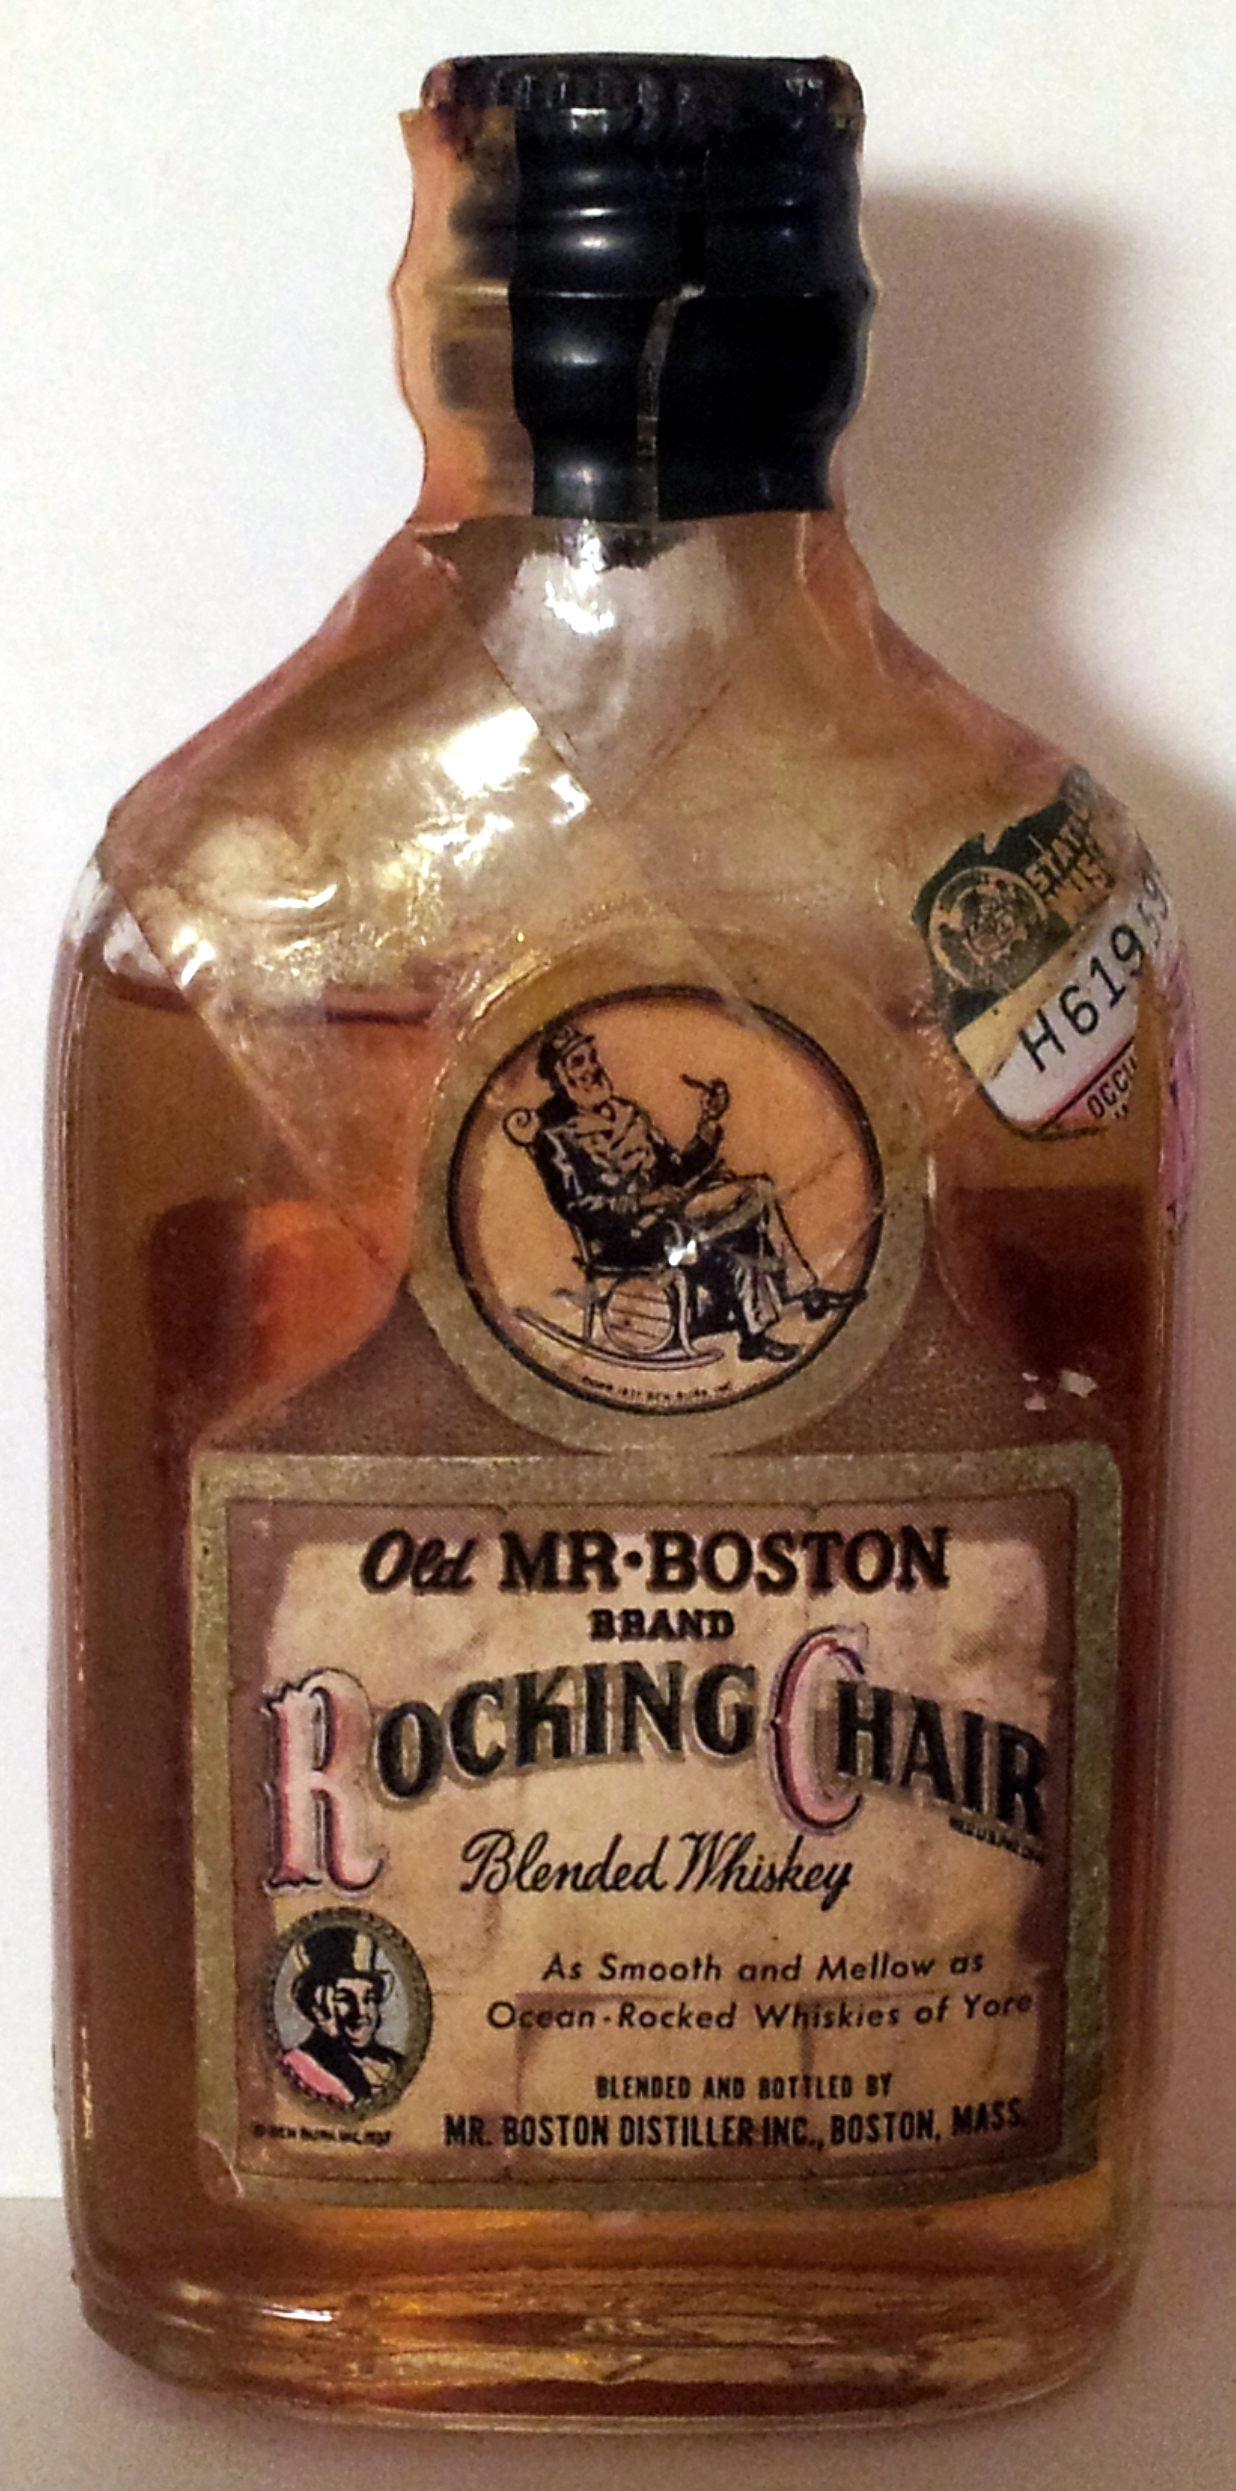 H619
Old MR·BOSTON
BRAND
ROCKING CHAIR
Blended Whiskey
As Smooth and Mellow as
Ocean-Rocked Whiskies of Yore
BLENDED AND BOTTLED BY
MR. BOSTON DISTILLER INC., BOSTON, MASS.